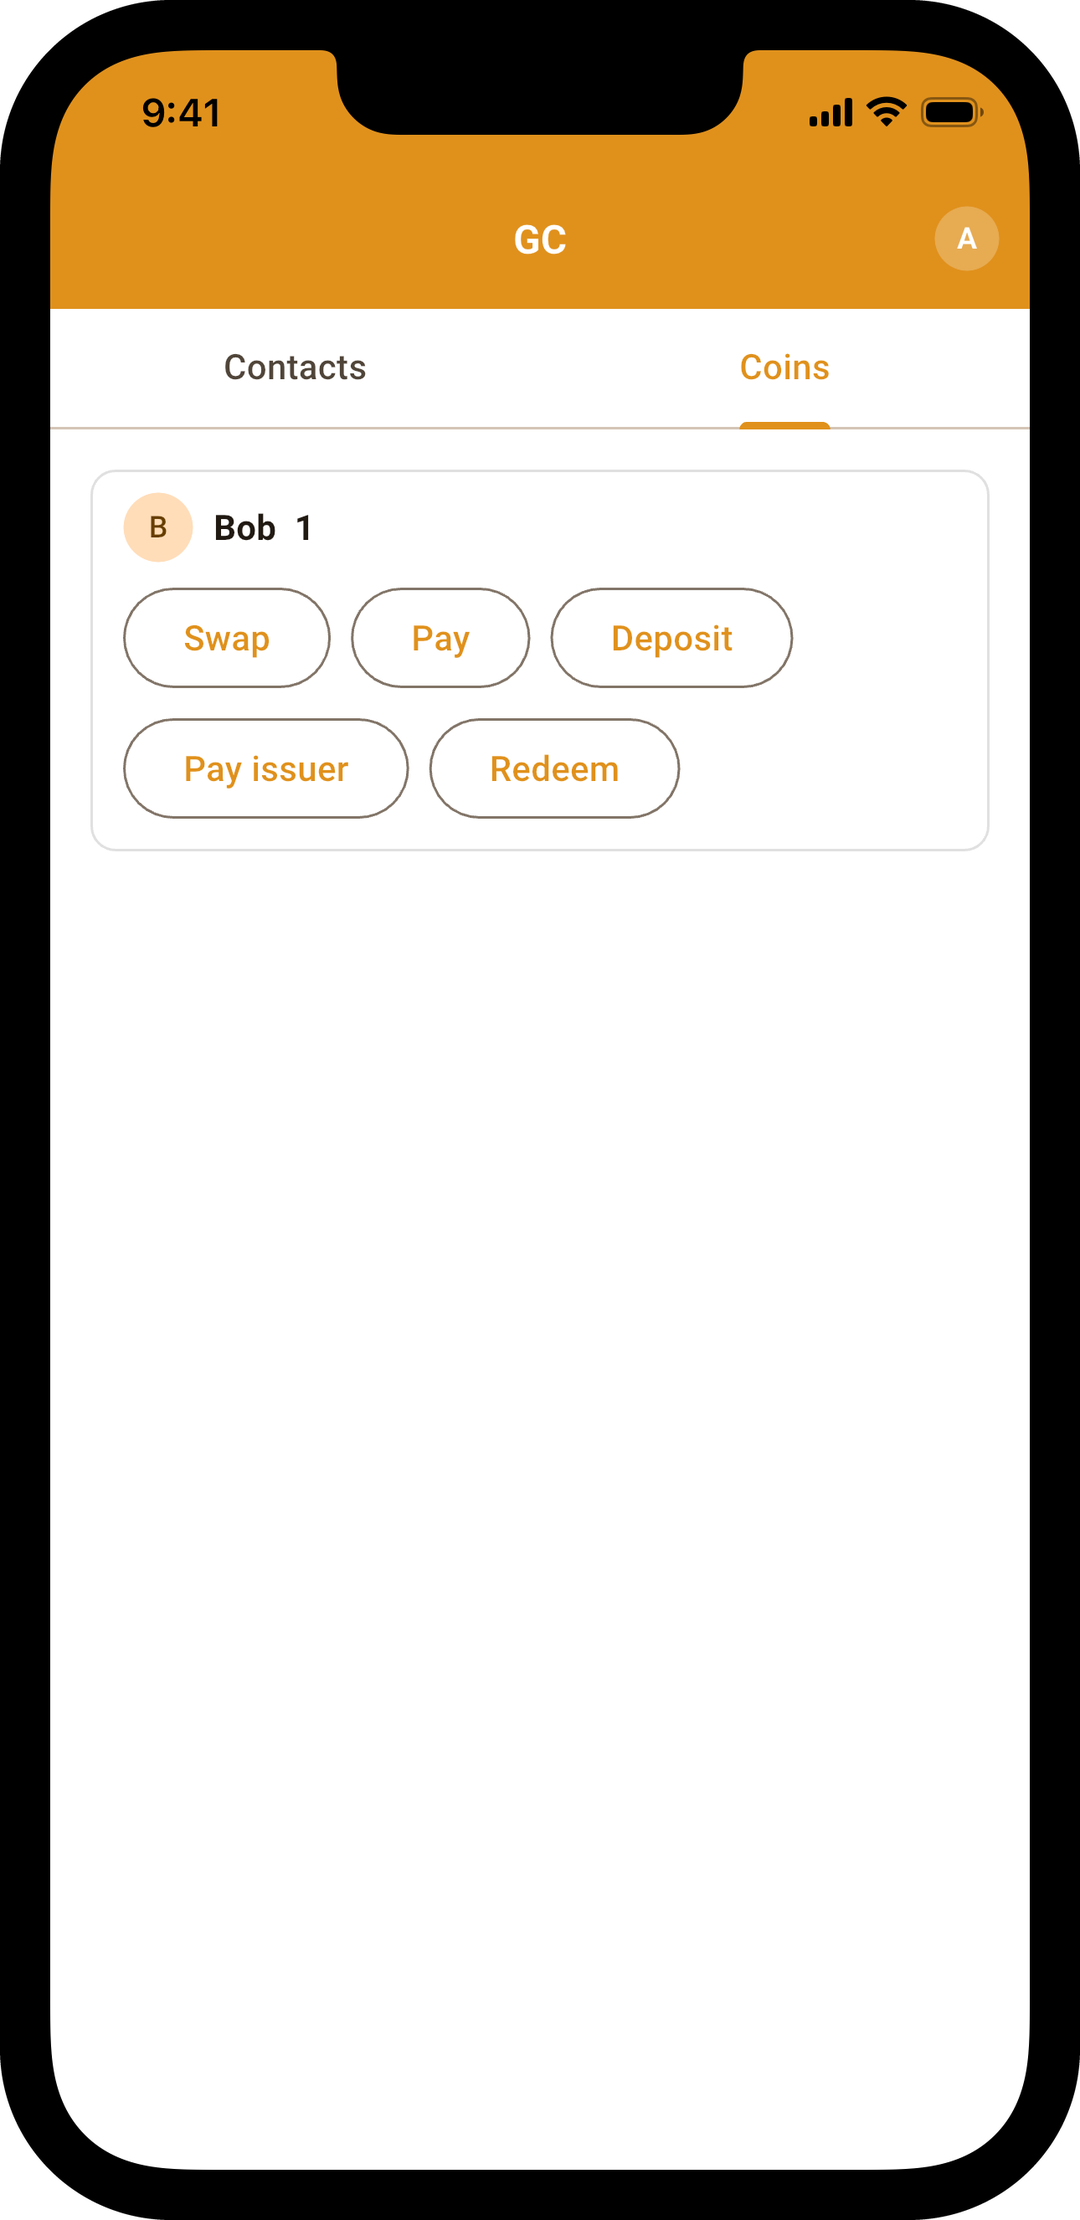 9:41
GC
A
Contacts Coins
B Bob 1
Swap Pay Deposit
Pay issuer Redeem